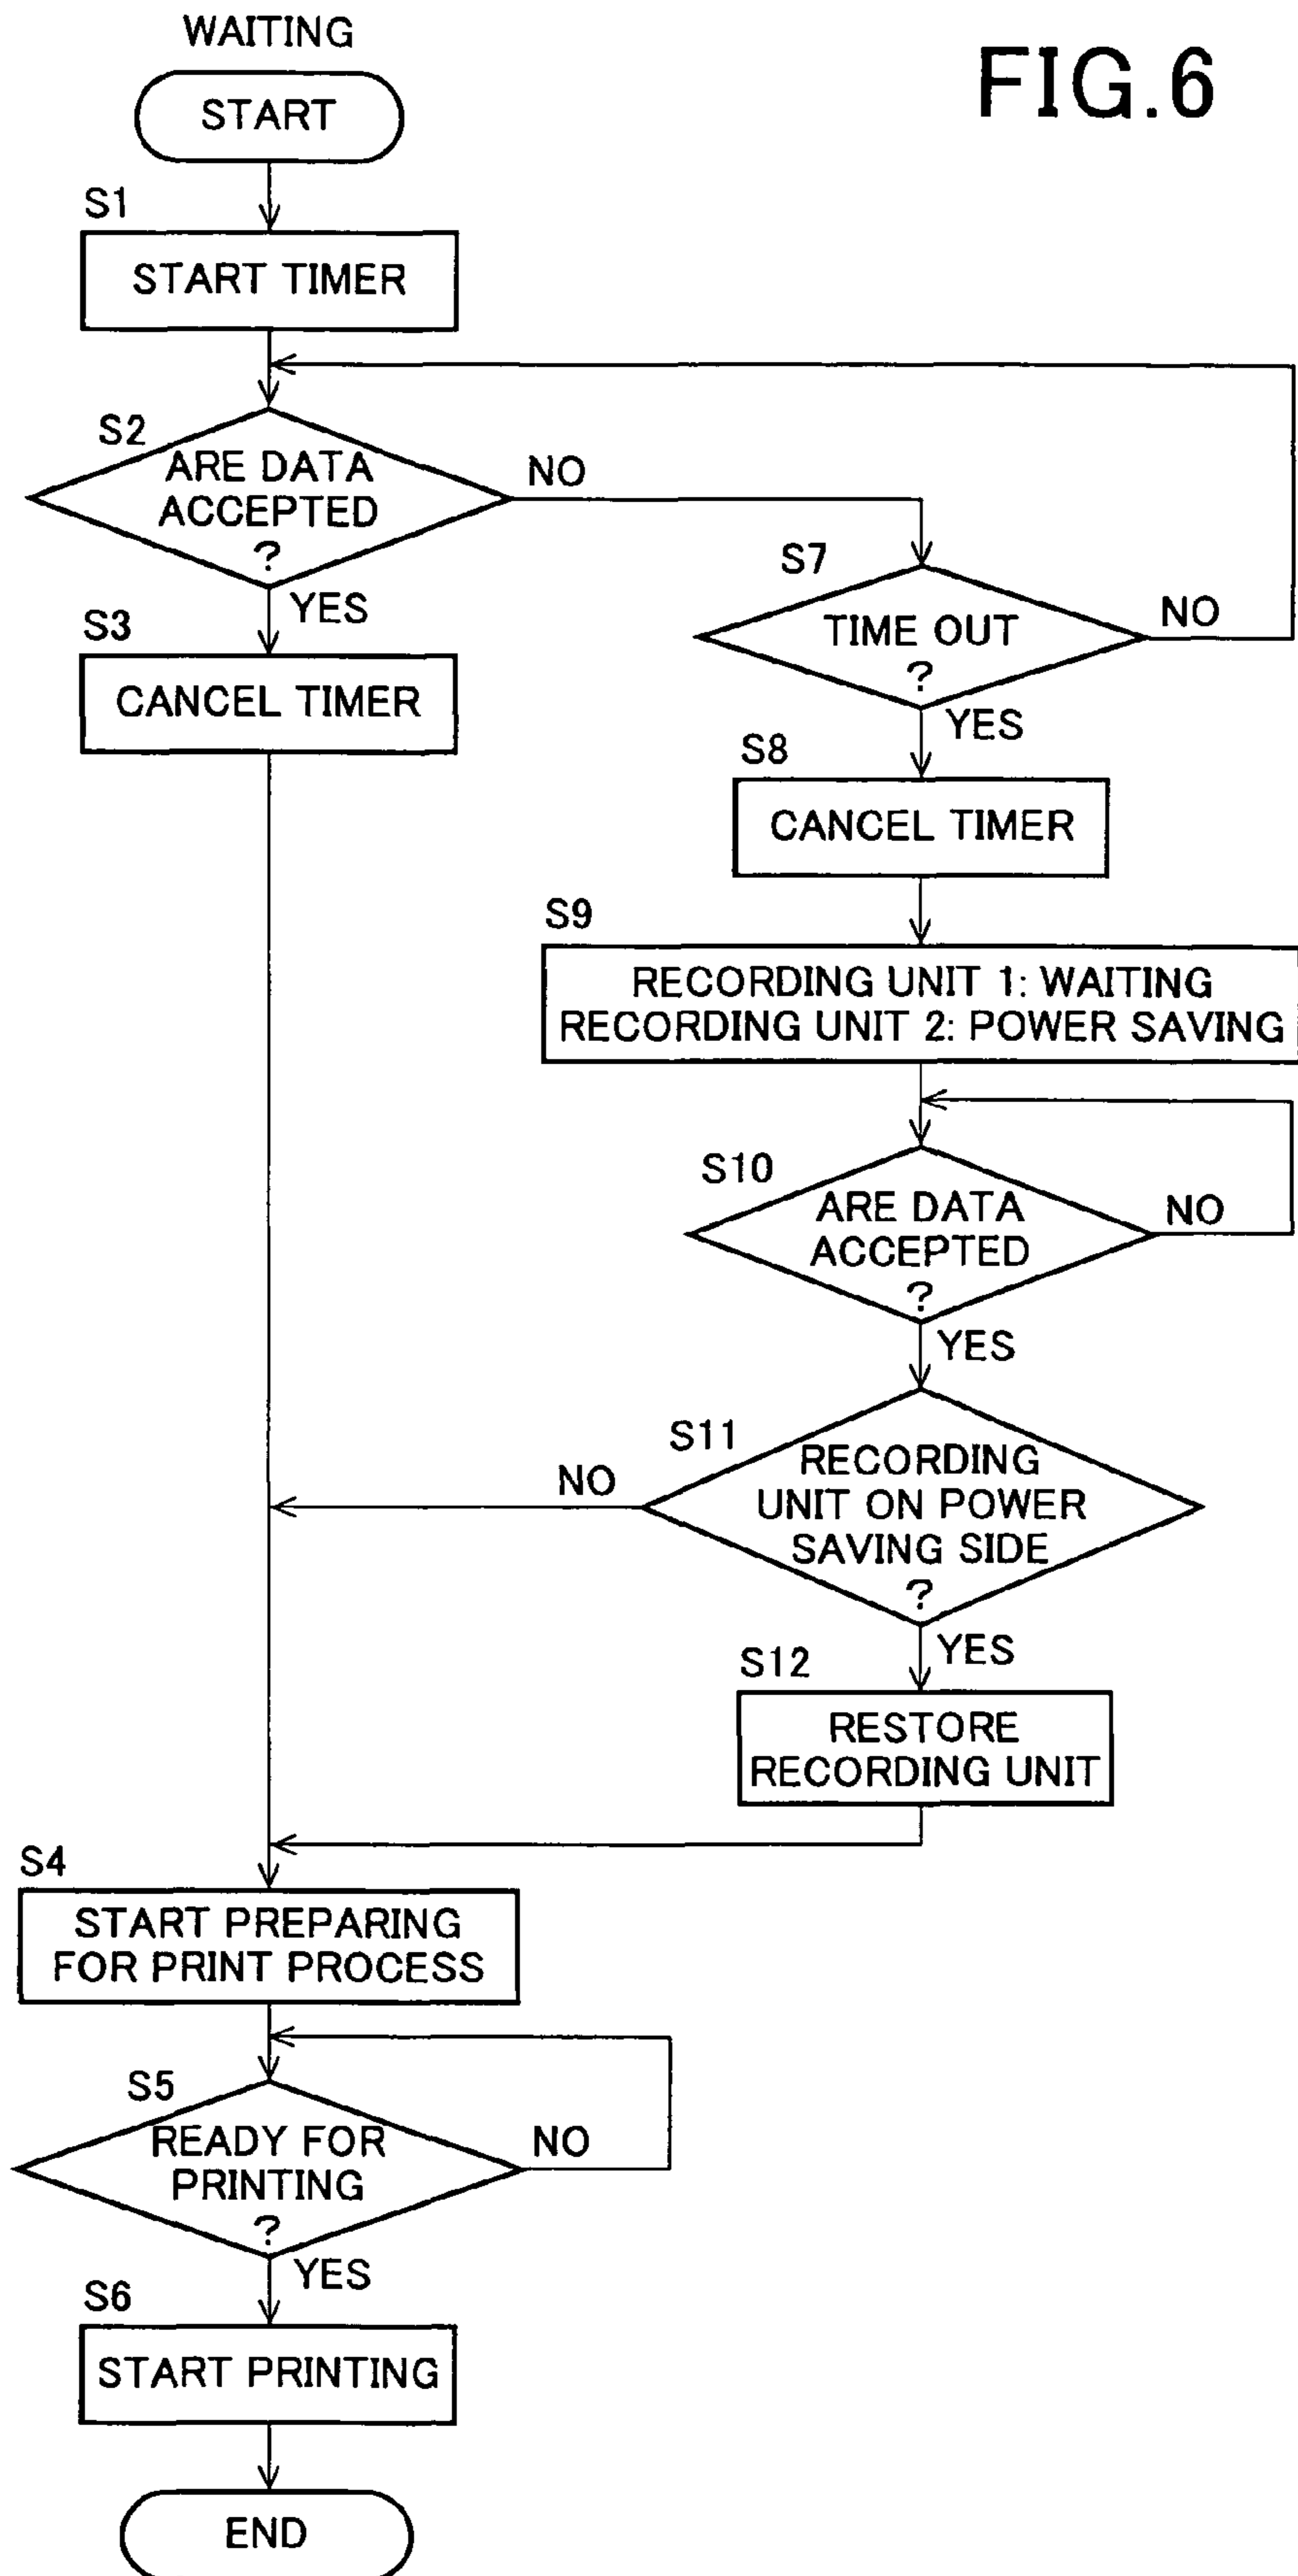 WAITING
FIG.6
START
S1
START TIMER
S2
ARE DATA
ACCEPTED
?
NO
YES
S7
TIME OUT
?
NO
YES
S3
CANCEL TIMER
S8
CANCEL TIMER
S9
RECORDING UNIT 1: WAITING
RECORDING UNIT 2: POWER SAVING
S10
ARE DATA
ACCEPTED
?
NO
YES
S11
RECORDING
UNIT ON POWER
SAVING SIDE
?
NO
YES
S12
RESTORE
RECORDING UNIT
S4
START PREPARING
FOR PRINT PROCESS
S5
READY FOR
PRINTING
?
NO
YES
S6
START PRINTING
END